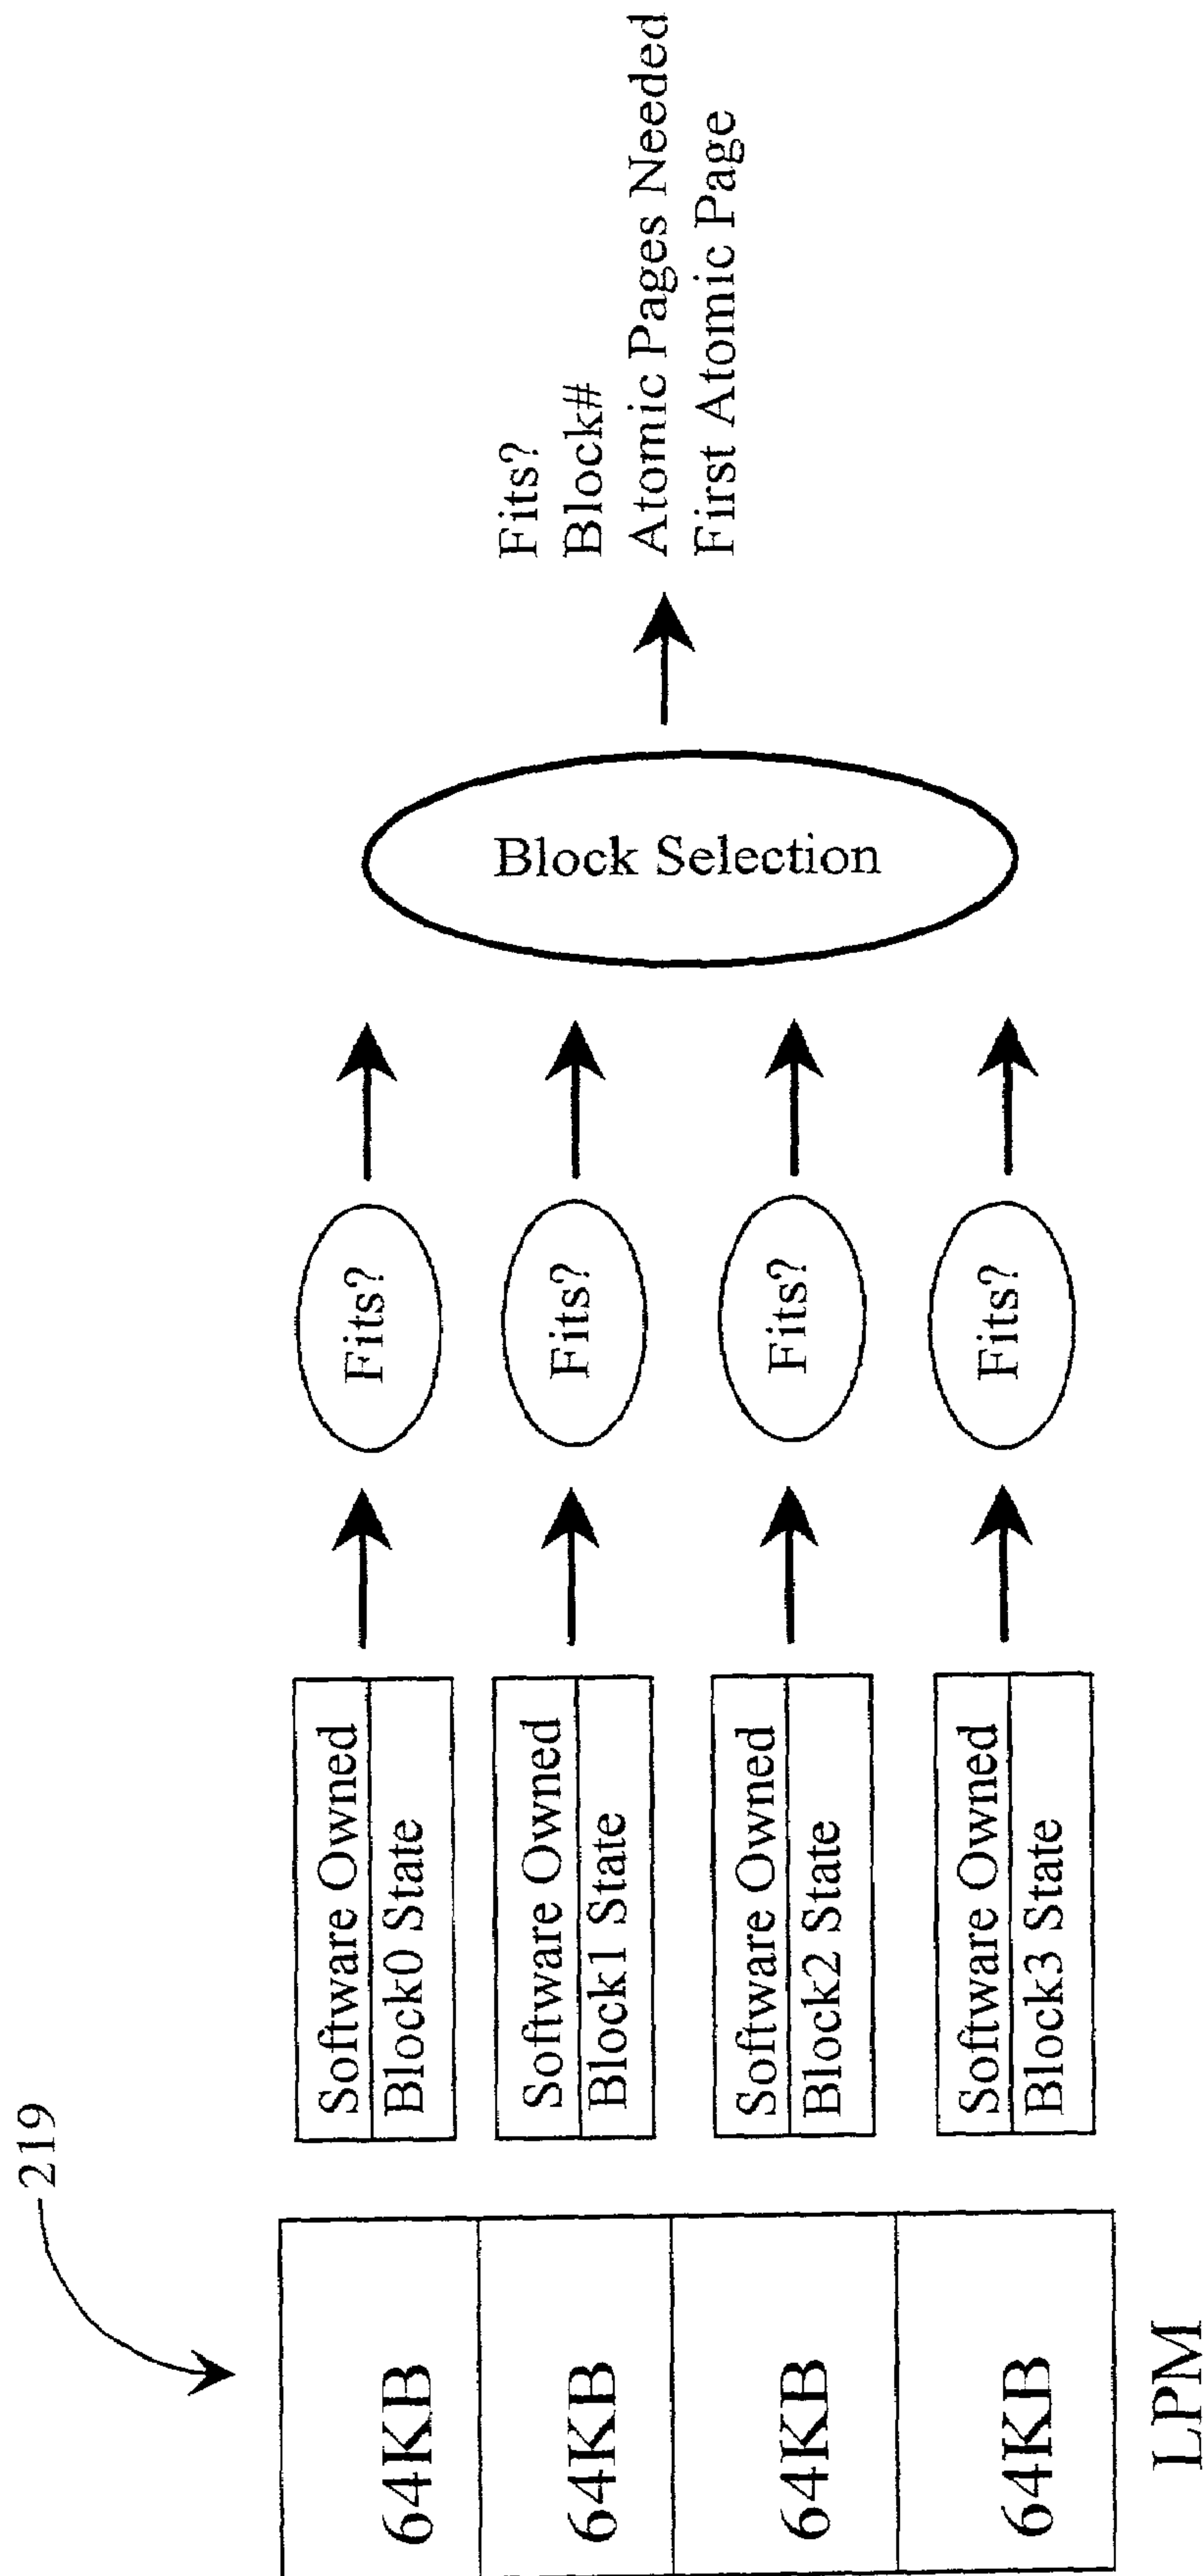 219
64KB
64KB
64KB
64KB
LPM
Software Owned
Block0 State
Software Owned
Block1 State
Software Owned
Block2 State
Software Owned
Block3 State
Fits?
Fits?
Fits?
Fits?
Block Selection
Fits?
Block#
Atomic Pages Needed
First Atomic Page